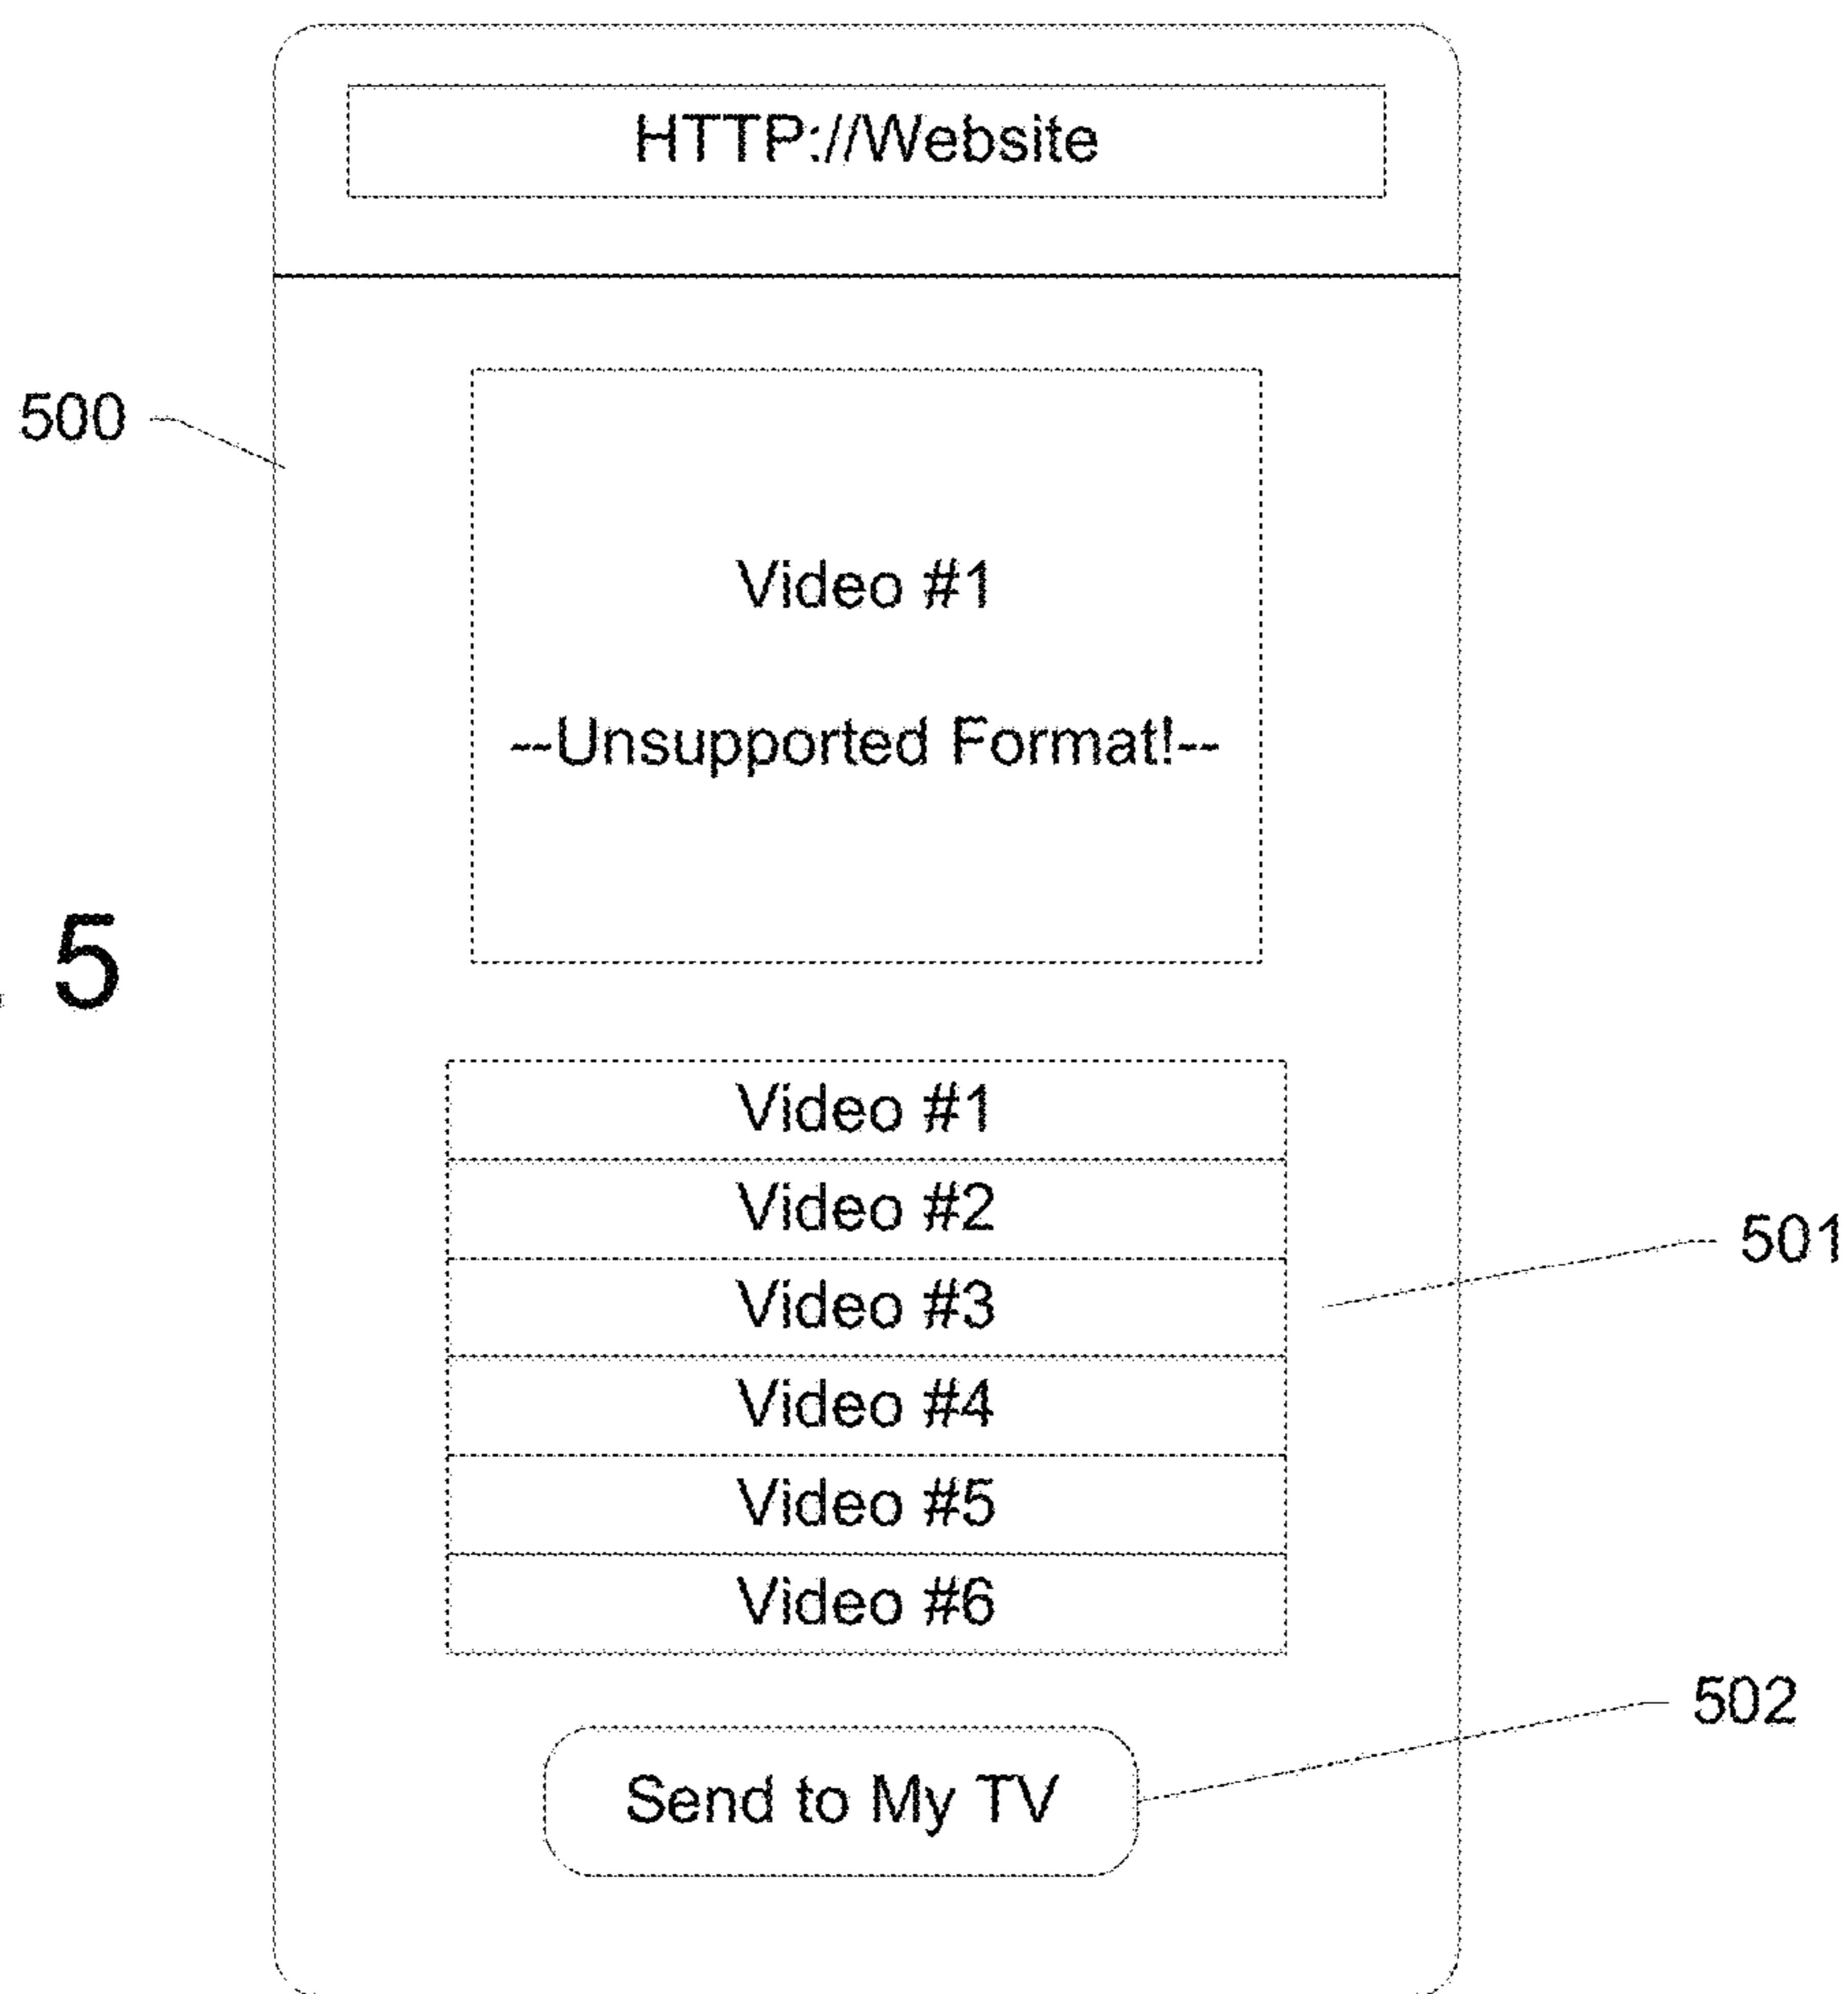 HTTP://Website
500
Video #1
--Unsupported Format!--
5
Video #1
Video #2
501
Video #3
Video #4
Video #5
Video #6
502
Send to My TV